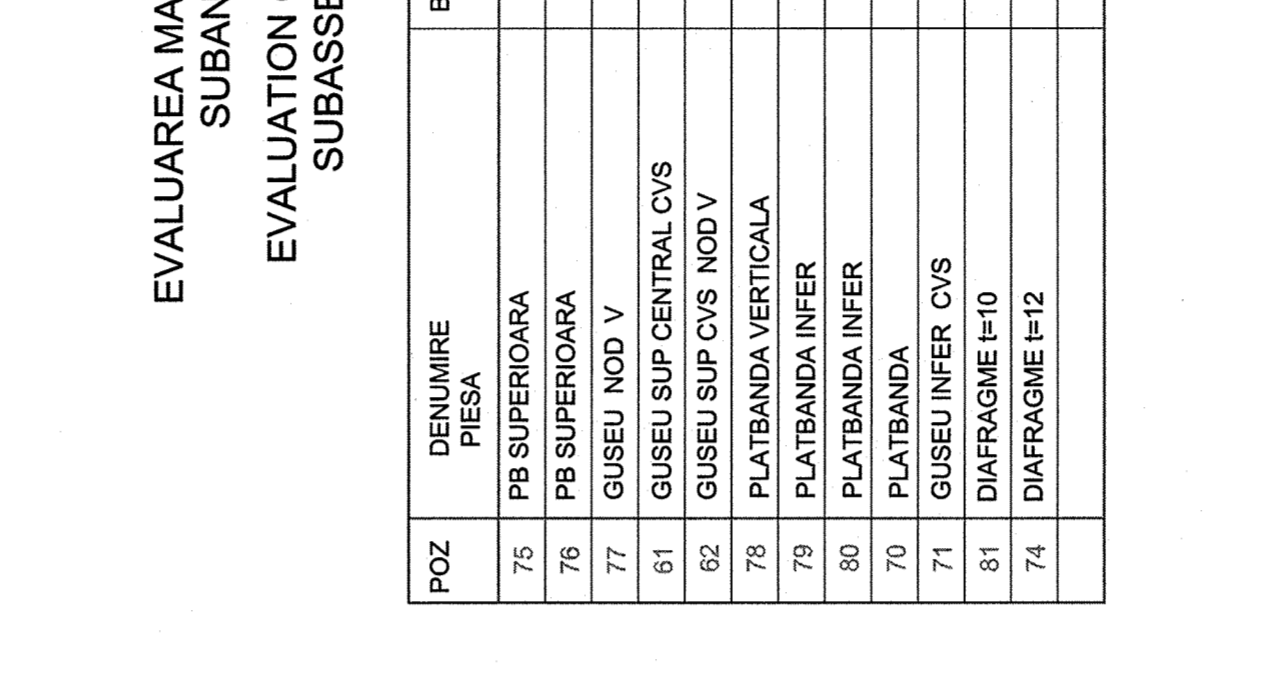 EVALUAREA MA
SUBAN
EVALUATION
SUBASSE
POZ DENUMIRE PIESA B
75 PB SUPERIOARA
76 PB SUPERIOARA
77 GUSEU NOD V
61 GUSEU SUP CENTRAL CVS
62 GUSEU SUP CVS NOD V
78 PLATBANDA VERTICALA
79 PLATBANDA INFER
80 PLATBANDA INFER
70 PLATBANDA
71 GUSEU INFER CVS
81 DIAFRAGME t=10
74 DIAFRAGME t=12